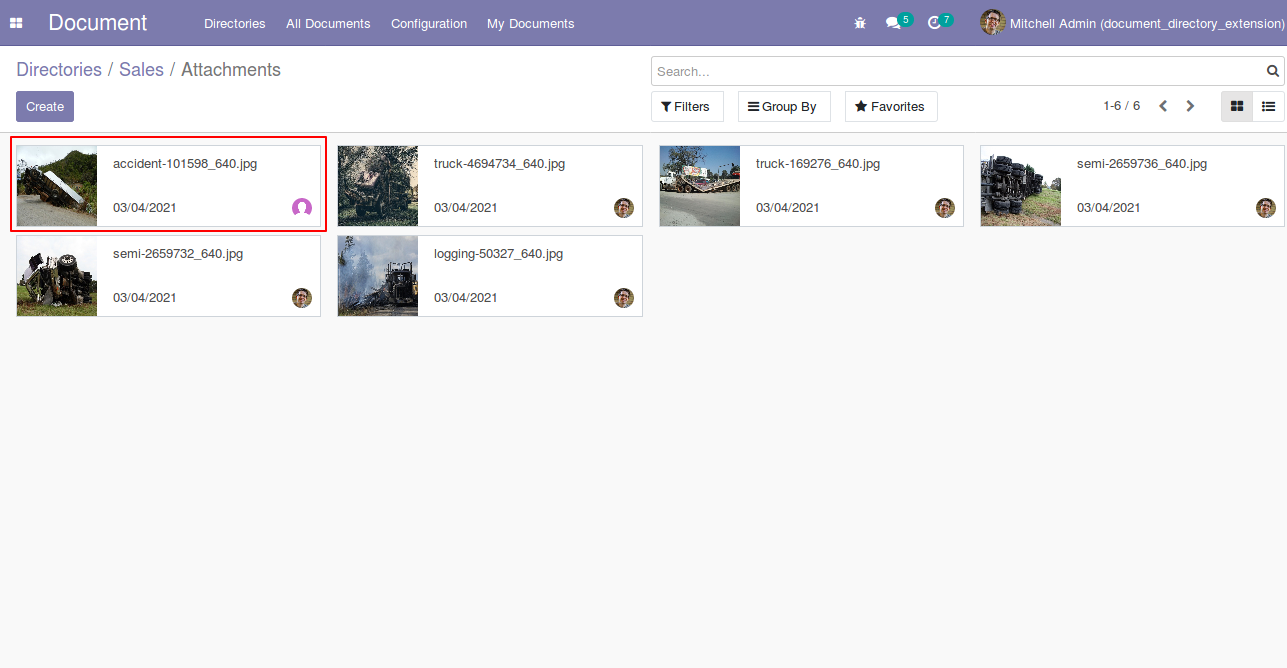 Document Directories All Documents Configuration My Documents 5 7 Mitchell Admin (document_directory_extension)
Directories / Sales / Attachments
Search...
Create
Filters Group By Favorites 1-6 / 6
accident-101598_640.jpg
03/04/2021
truck-4694734_640.jpg
03/04/2021
truck-169276_640.jpg
03/04/2021
semi-2659736_640.jpg
03/04/2021
semi-2659732_640.jpg
03/04/2021
logging-50327_640.jpg
03/04/2021